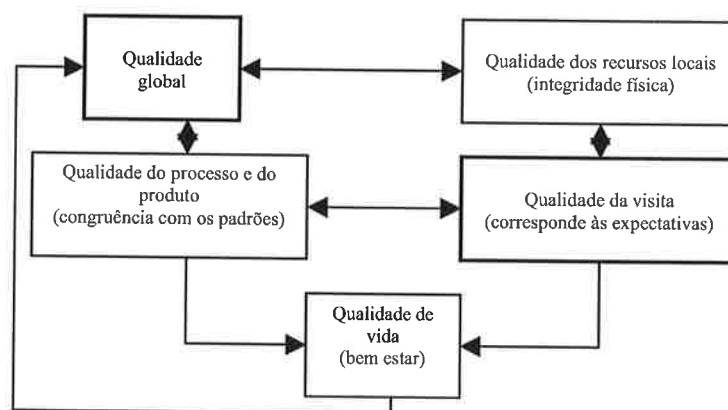 Qualidade
global
Qualidade dos recursos locais
(integridade física)
Qualidade do processo e do
produto
(congruência com os padrões)
Qualidade da visita
(corresponde às expectativas)
Qualidade de
vida
(bem estar)